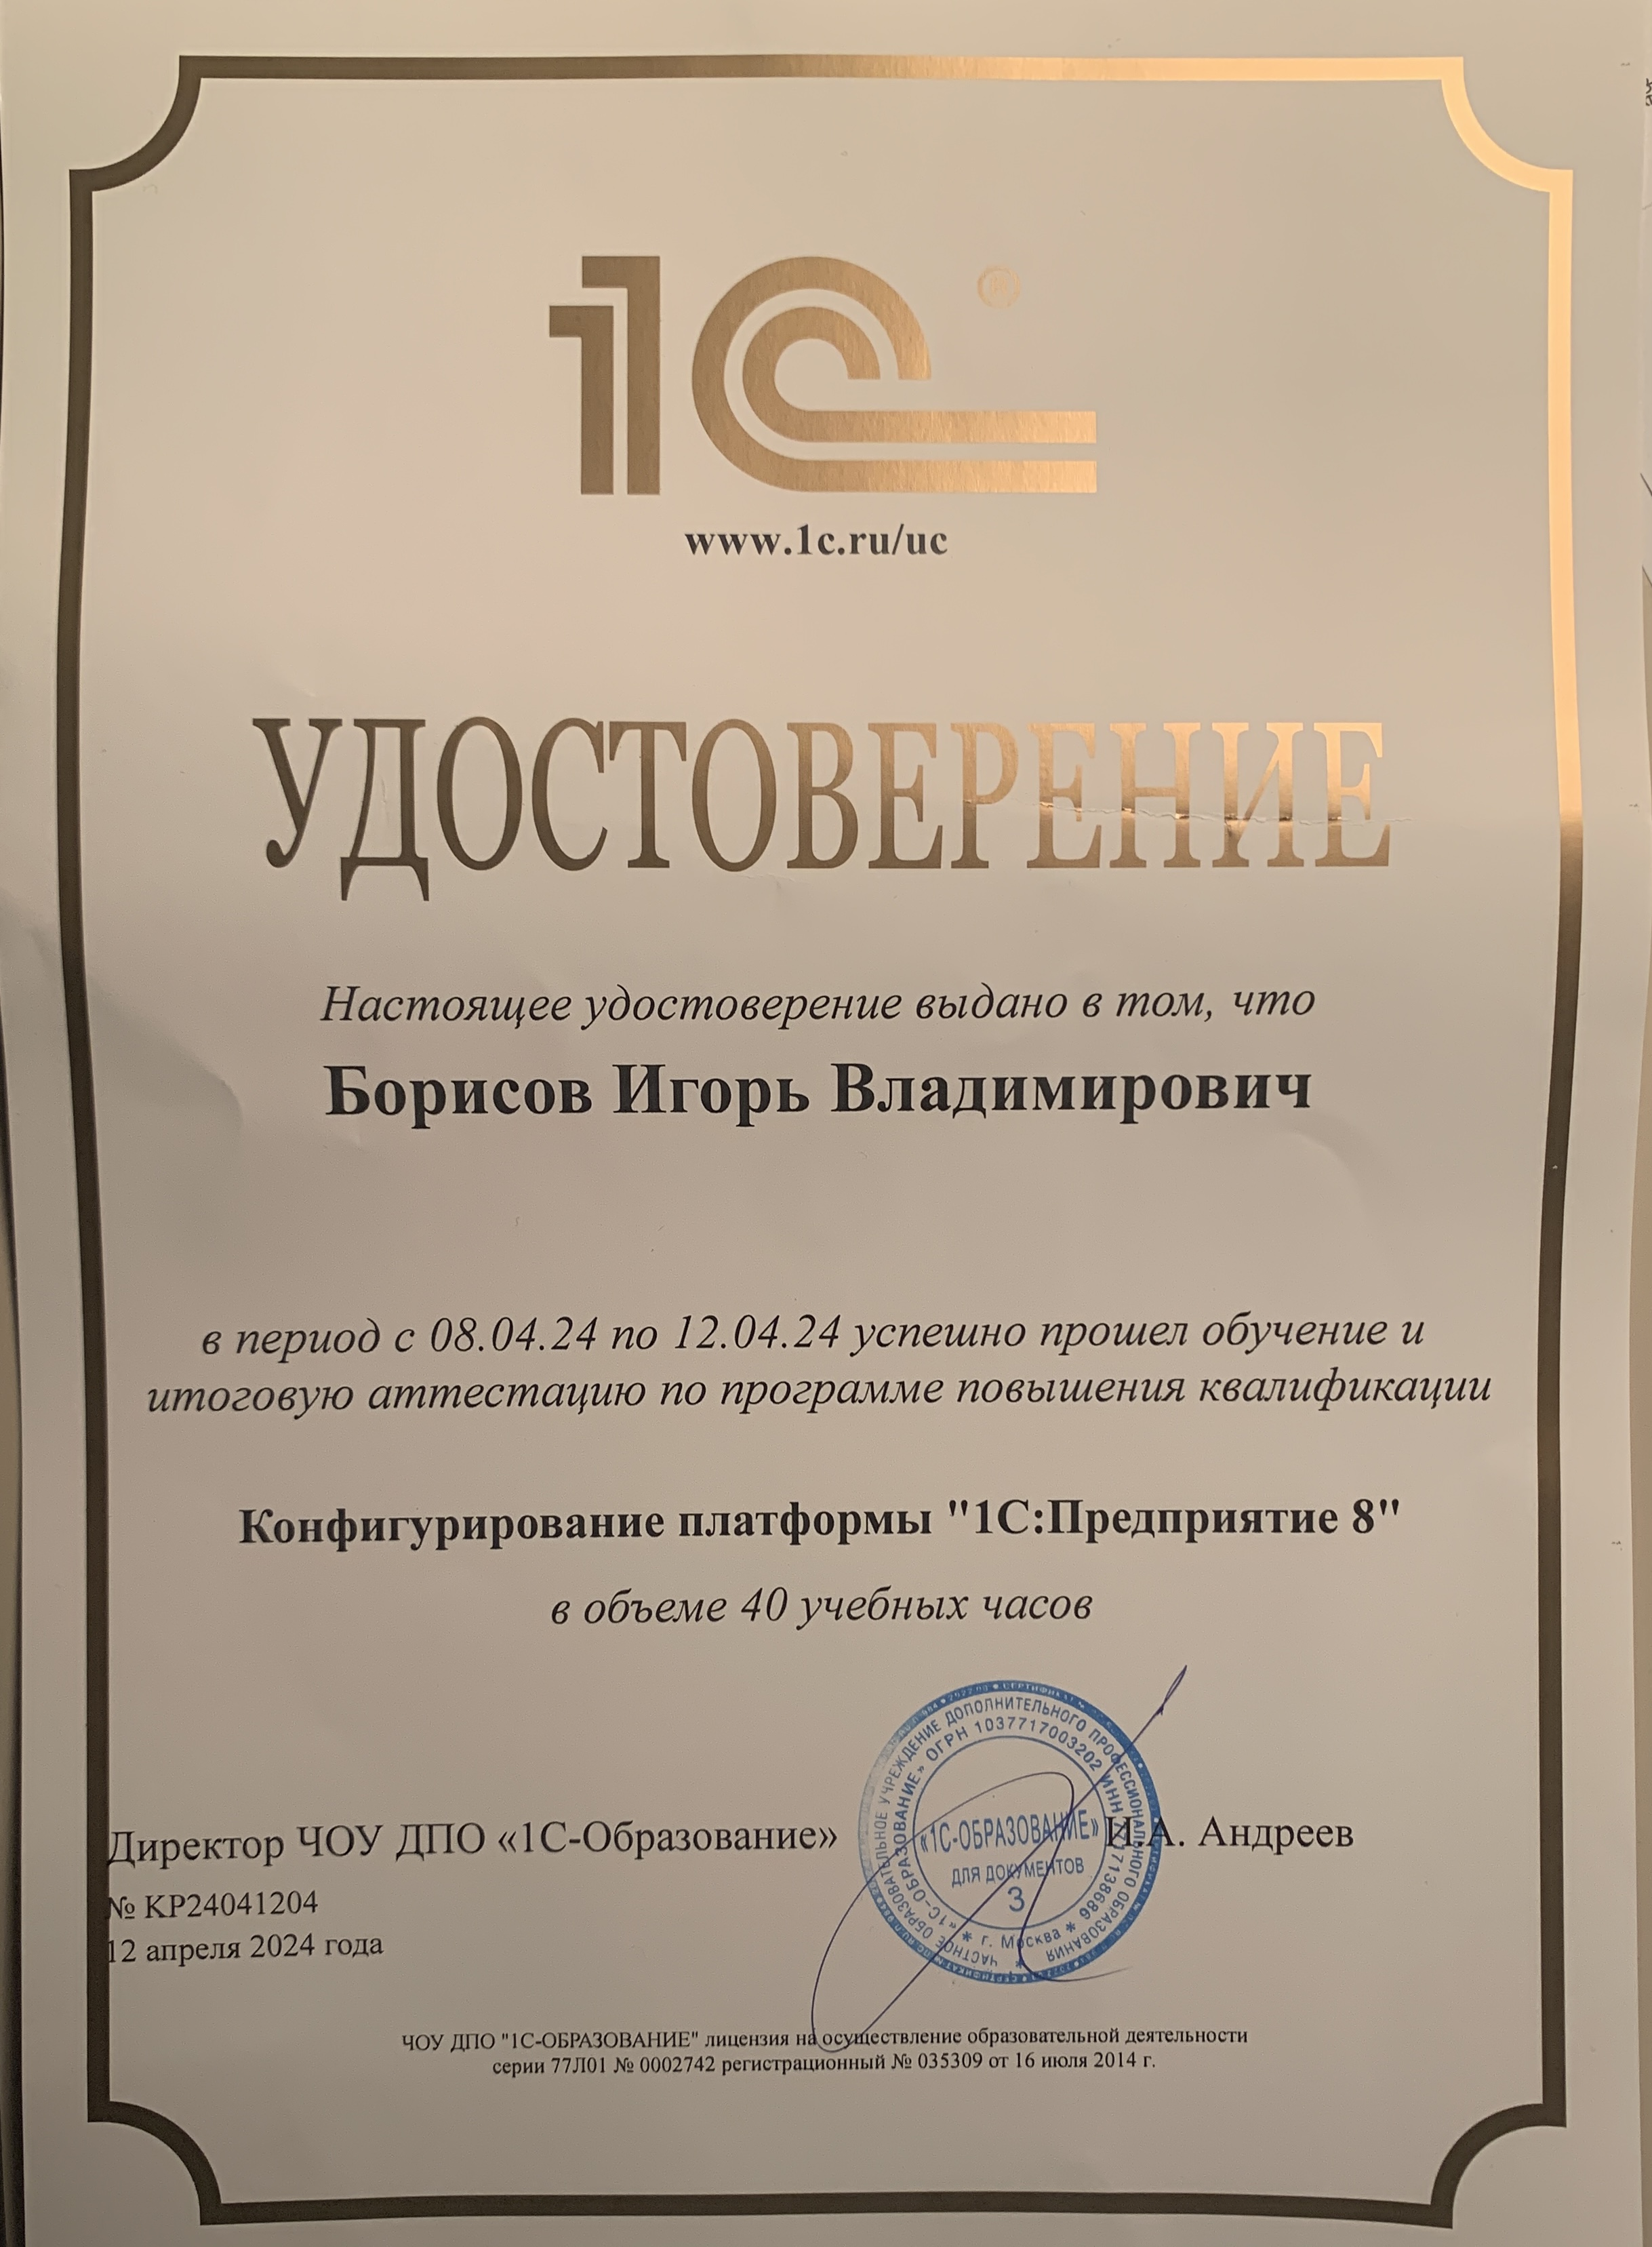 1С®
www.1c.ru/uc
УДОСТОВЕРЕНИЕ
Настоящее удостоверение выдано в том, что
Борисов Игорь Владимирович
в период с 08.04.24 по 12.04.24 успешно прошел обучение и
итоговую аттестацию по программе повышения квалификации
Конфигурирование платформы "1С:Предприятие 8"
в объеме 40 учебных часов
Директор ЧОУ ДПО «1С-Образование»
И.А. Андреев
ЧАСТНОЕ ОБРАЗОВАТЕЛЬНОЕ УЧРЕЖДЕНИЕ ДОПОЛНИТЕЛЬНОГО ПРОФЕССИОНАЛЬНОГО ОБРАЗОВАНИЯ
«1С-ОБРАЗОВАНИЕ» ОГРН 1037717003202 ИНН
* г. Москва *
«1С-ОБРАЗОВАНИЕ»
ДЛЯ ДОКУМЕНТОВ
3
№ КР24041204
12 апреля 2024 года
ЧОУ ДПО "1С-ОБРАЗОВАНИЕ" лицензия на осуществление образовательной деятельности
серии 77Л01 № 0002742 регистрационный № 035309 от 16 июля 2014 г.